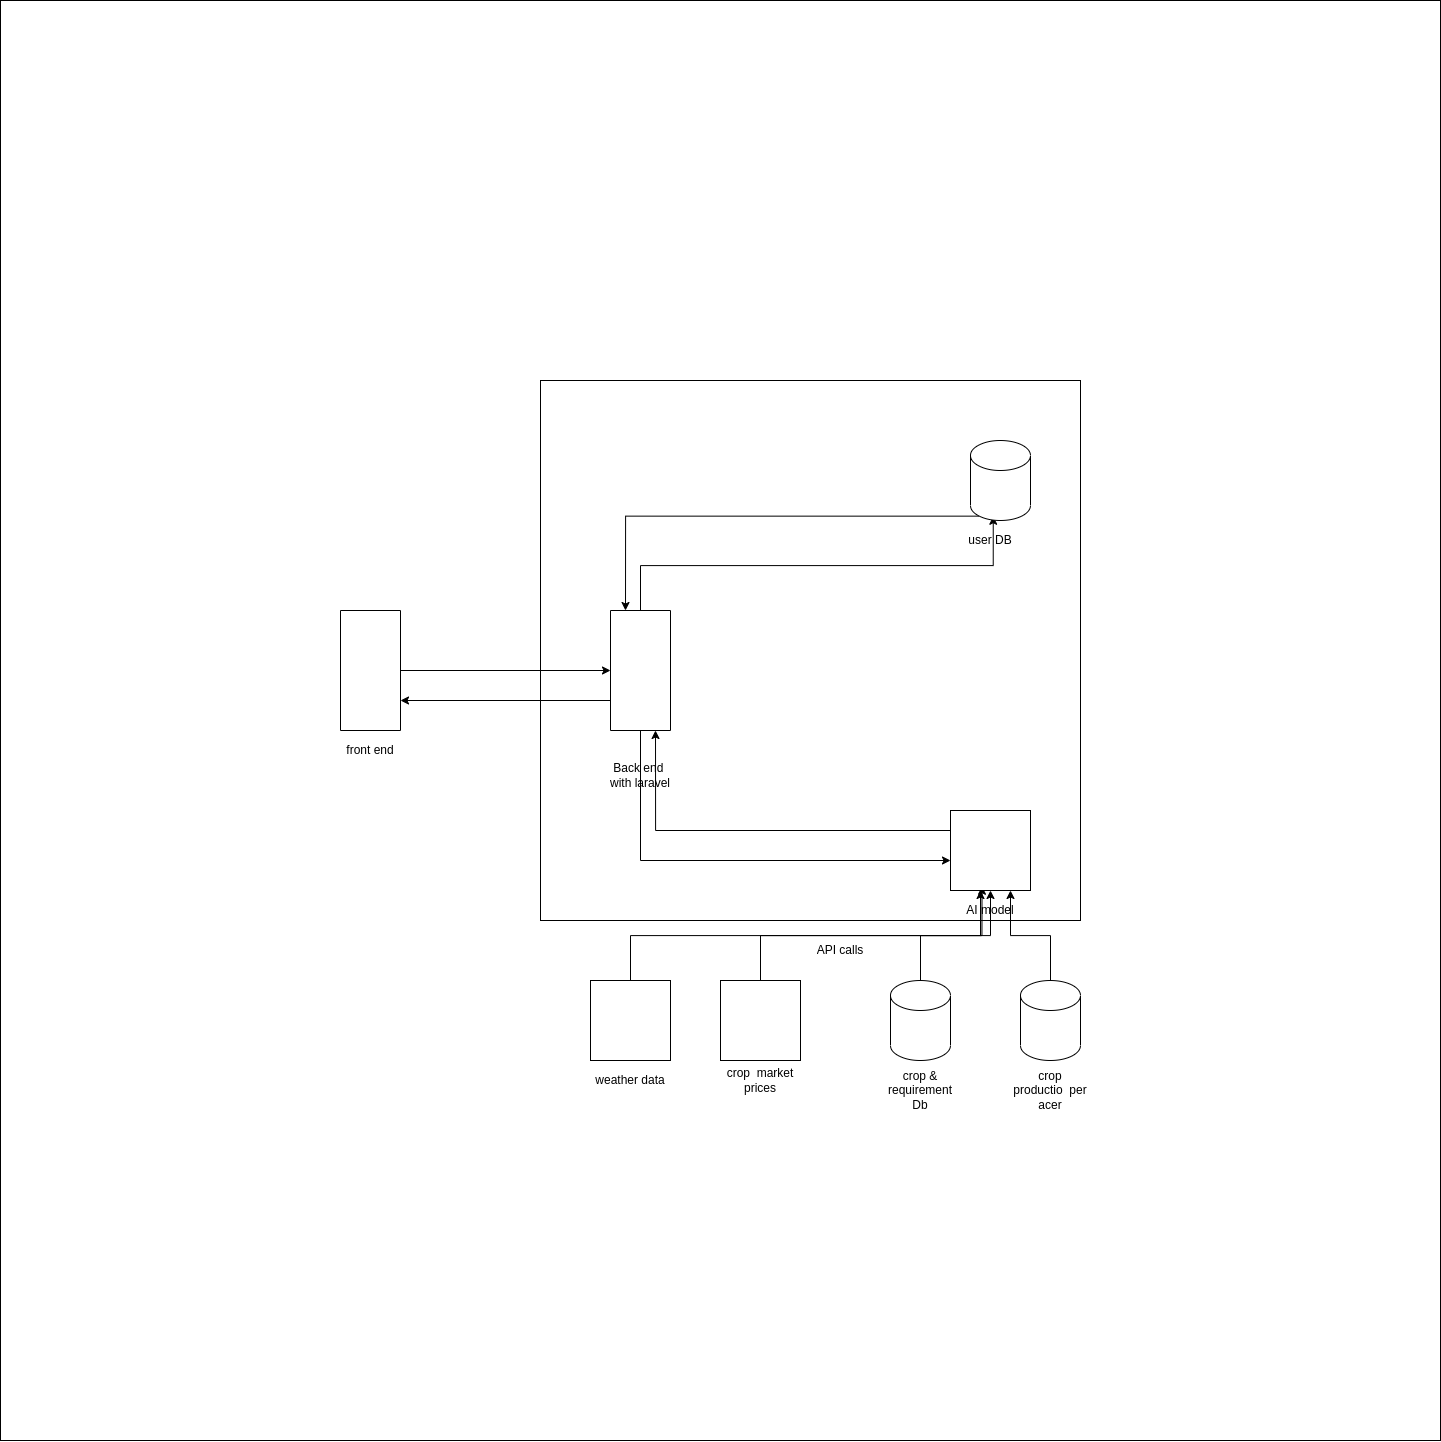 user DB
front end
Back end
with laravel
AI model
API calls
weather data
crop  market
prices
crop &
requirement
Db
crop
productio  per
acer